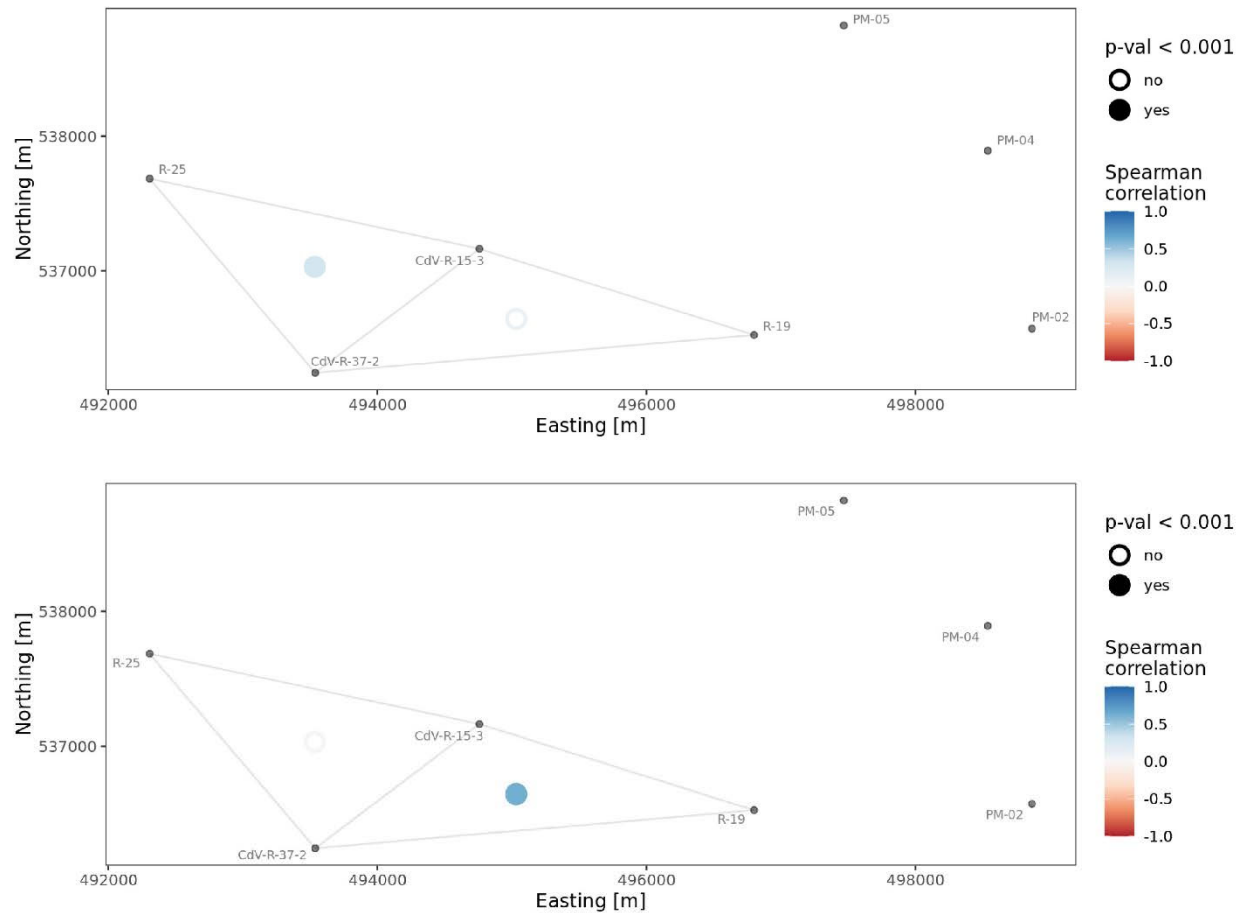 PM-05
p-val < 0.001
no
yes
538000
PM-04
R-25
Spearman
correlation
1.0
0.5
0.0
-0.5
-1.0
CdV-R-15-3
537000
R-19
PM-02
CdV-R-37-2
Northing [m]
492000
494000
496000
498000
Easting [m]
PM-05
p-val < 0.001
no
yes
538000
PM-04
R-25
Spearman
correlation
1.0
0.5
0.0
-0.5
-1.0
CdV-R-15-3
537000
R-19
PM-02
CdV-R-37-2
Northing [m]
492000
494000
496000
498000
Easting [m]